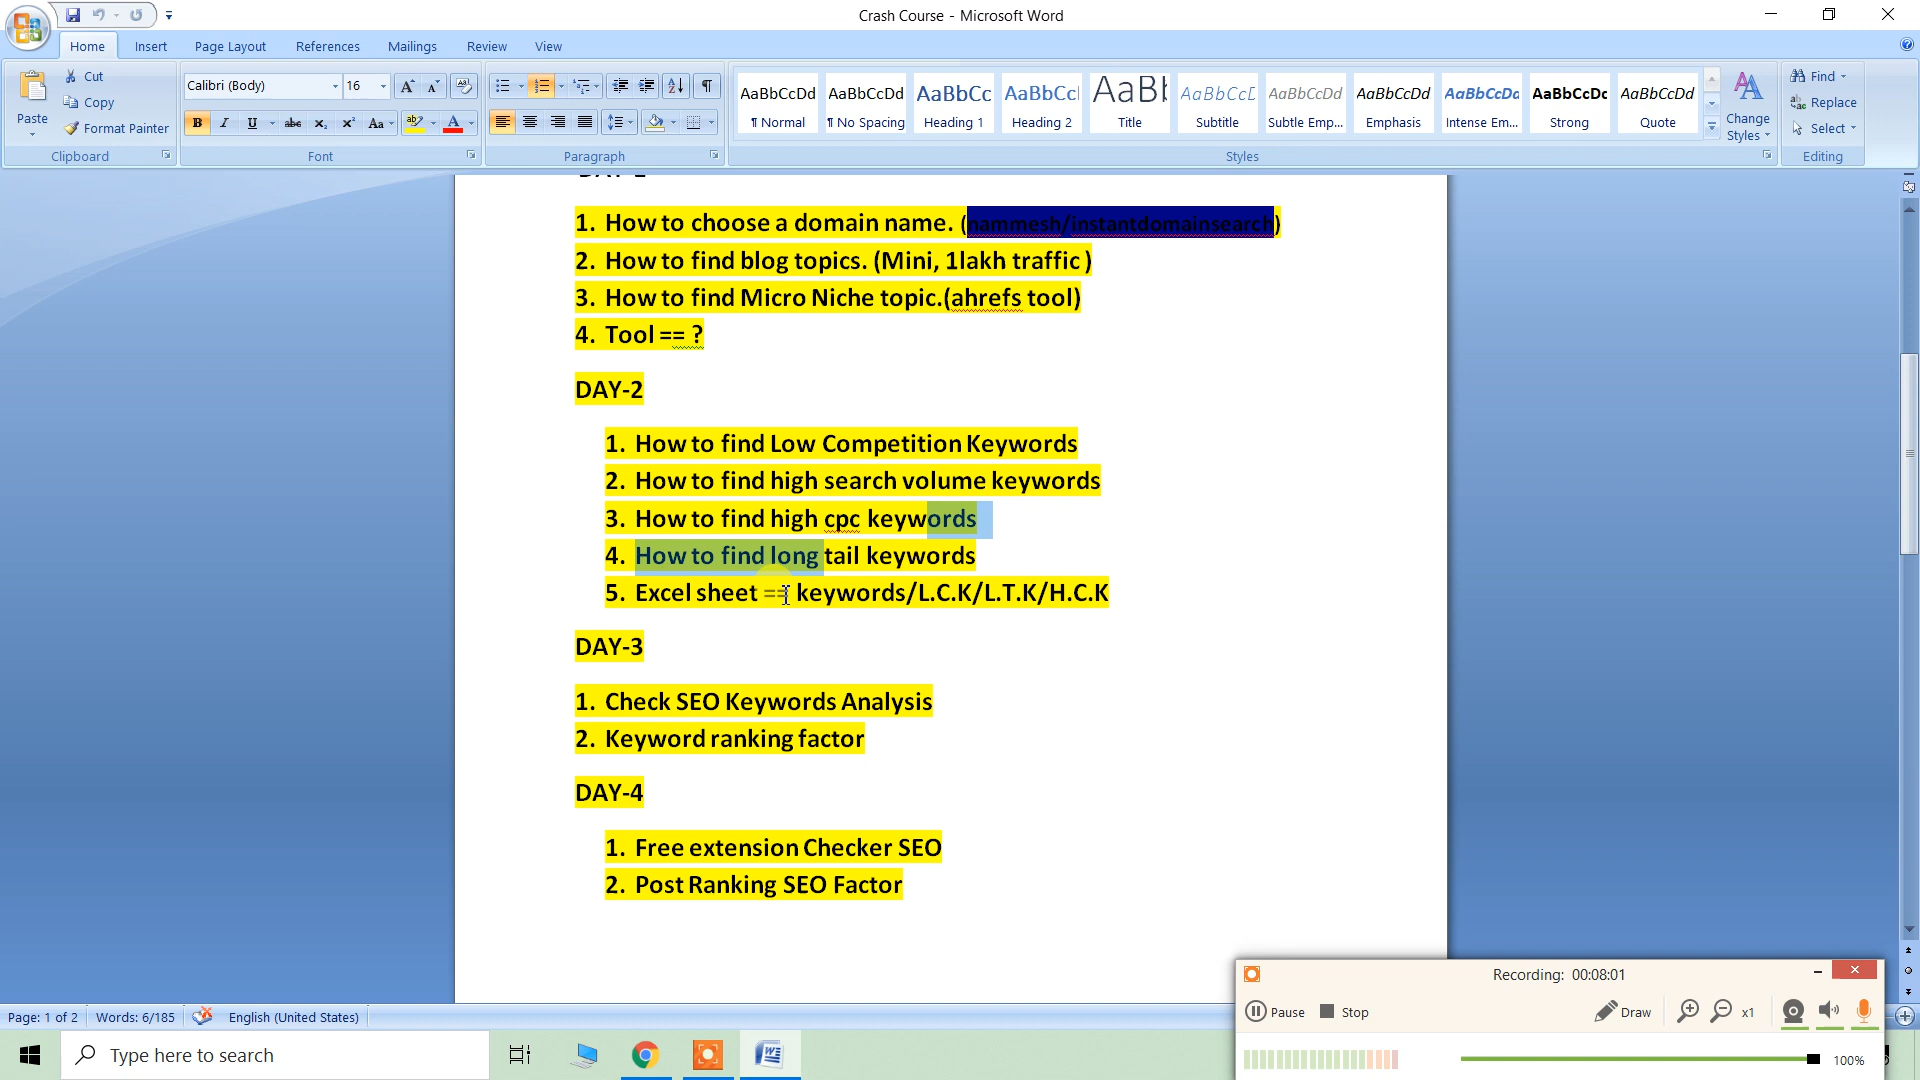 Crash Course - Microsoft Word
Home Insert Page Layout References Mailings Review View
Paste
Cut
Copy
Format Painter
Clipboard
Calibri (Body) 16
B I U abe x₂ x² Aa
Font
Paragraph
AaBbCcDd ¶ Normal
AaBbCcDd ¶ No Spacing
AaBbCc Heading 1
AaBbCc Heading 2
AaBb Title
AaBbCc Subtitle
AaBbCcDd Subtle Emp...
AaBbCcDd Emphasis
AaBbCcDd Intense Em...
AaBbCcDc Strong
AaBbCcDd Quote
Change Styles
Styles
Find
Replace
Select
Editing
1. How to choose a domain name. (nammesh/instantdomainsearch)
2. How to find blog topics. (Mini, 1lakh traffic )
3. How to find Micro Niche topic.(ahrefs tool)
4. Tool == ?
DAY-2
1. How to find Low Competition Keywords
2. How to find high search volume keywords
3. How to find high cpc keywords
4. How to find long tail keywords
5. Excel sheet == keywords/L.C.K/L.T.K/H.C.K
DAY-3
1. Check SEO Keywords Analysis
2. Keyword ranking factor
DAY-4
1. Free extension Checker SEO
2. Post Ranking SEO Factor
Recording: 00:08:01
Pause Stop Draw x1
100%
Page: 1 of 2 Words: 6/185 English (United States)
Type here to search